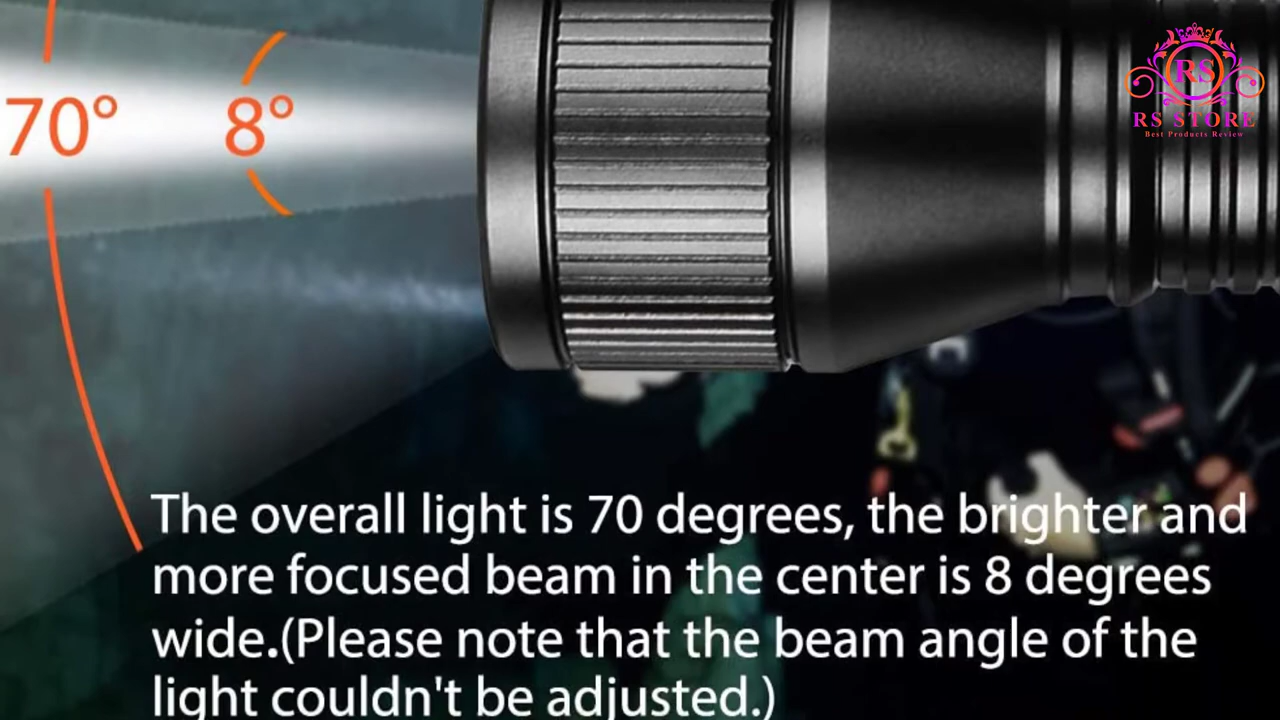 70°
8°
RS
RS STORE
Best Products Review
The overall light is 70 degrees, the brighter and
more focused beam in the center is 8 degrees
wide.(Please note that the beam angle of the
light couldn't be adjusted.)